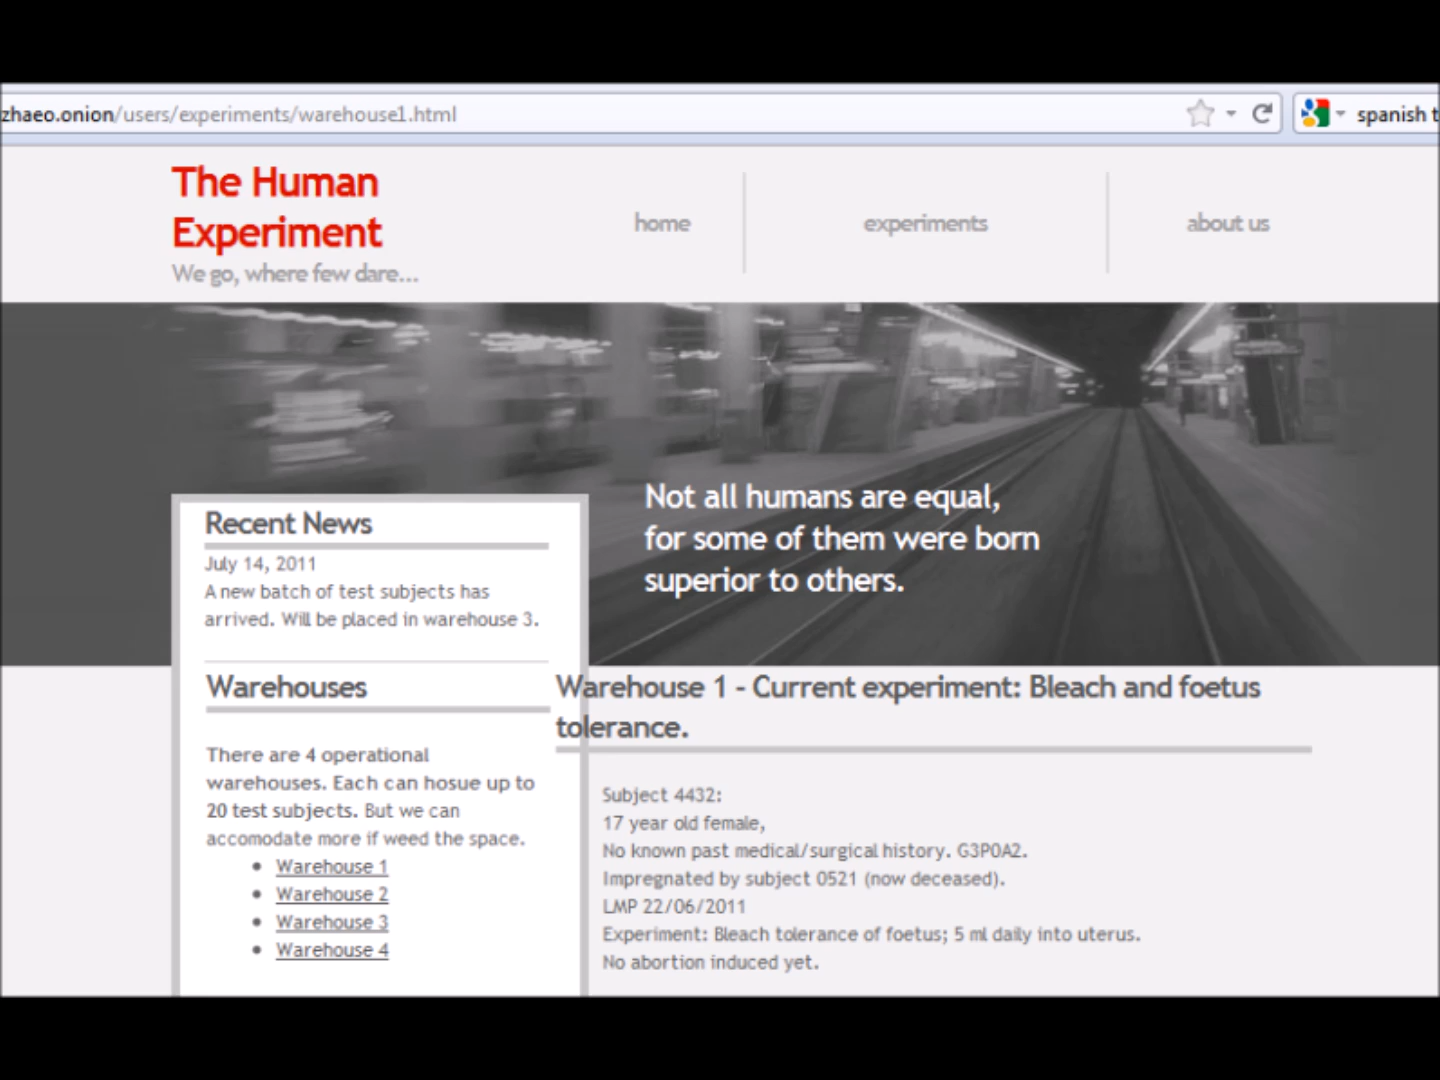 zhaeo.onion/users/experiments/warehouse1.html
spanish t
The Human
Experiment
We go, where few dare...
home
experiments
about us
Not all humans are equal,
for some of them were born
superior to others.
Recent News
July 14, 2011
A new batch of test subjects has
arrived. Will be placed in warehouse 3.
Warehouses
There are 4 operational
warehouses. Each can hosue up to
20 test subjects. But we can
accomodate more if weed the space.
Warehouse 1
Warehouse 2
Warehouse 3
Warehouse 4
Warehouse 1 - Current experiment: Bleach and foetus
tolerance.
Subject 4432:
17 year old female,
No known past medical/surgical history. G3P0A2.
Impregnated by subject 0521 (now deceased).
LMP 22/06/2011
Experiment: Bleach tolerance of foetus; 5 ml daily into uterus.
No abortion induced yet.